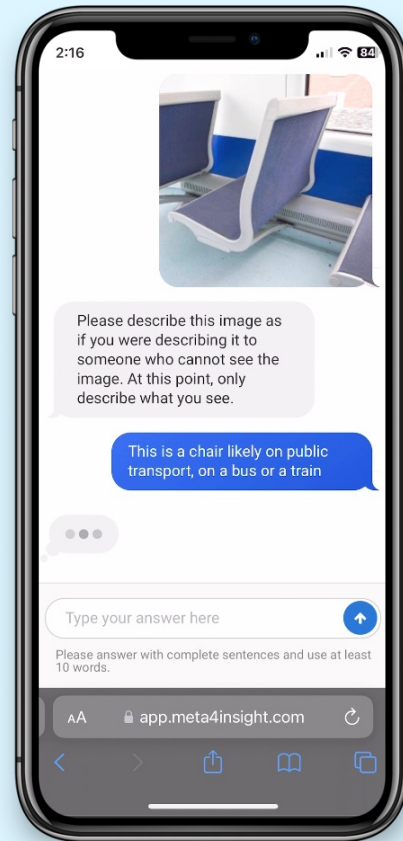 2:16
84
Please describe this image as
if you were describing it to
someone who cannot see the
image. At this point, only
describe what you see.
This is a chair likely on public
transport, on a bus or a train
Type your answer here
Please answer with complete sentences and use at least
10 words.
AA
app.meta4insight.com